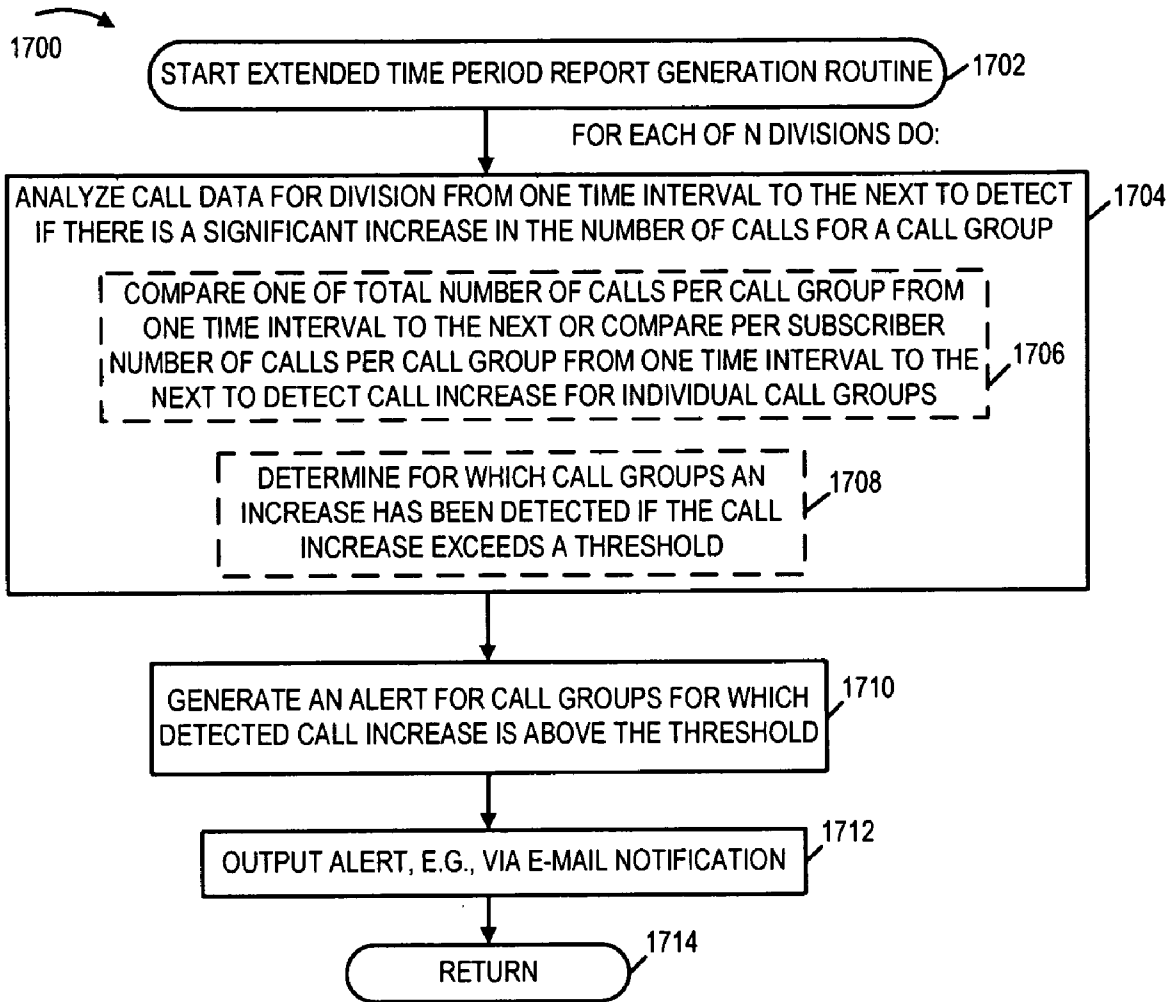 1700
START EXTENDED TIME PERIOD REPORT GENERATION ROUTINE
1702
FOR EACH OF N DIVISIONS DO:
ANALYZE CALL DATA FOR DIVISION FROM ONE TIME INTERVAL TO THE NEXT TO DETECT
IF THERE IS A SIGNIFICANT INCREASE IN THE NUMBER OF CALLS FOR A CALL GROUP
1704
COMPARE ONE OF TOTAL NUMBER OF CALLS PER CALL GROUP FROM
ONE TIME INTERVAL TO THE NEXT OR COMPARE PER SUBSCRIBER
NUMBER OF CALLS PER CALL GROUP FROM ONE TIME INTERVAL TO THE
NEXT TO DETECT CALL INCREASE FOR INDIVIDUAL CALL GROUPS
1706
DETERMINE FOR WHICH CALL GROUPS AN
INCREASE HAS BEEN DETECTED IF THE CALL
INCREASE EXCEEDS A THRESHOLD
1708
GENERATE AN ALERT FOR CALL GROUPS FOR WHICH
DETECTED CALL INCREASE IS ABOVE THE THRESHOLD
1710
OUTPUT ALERT, E.G., VIA E-MAIL NOTIFICATION
1712
RETURN
1714